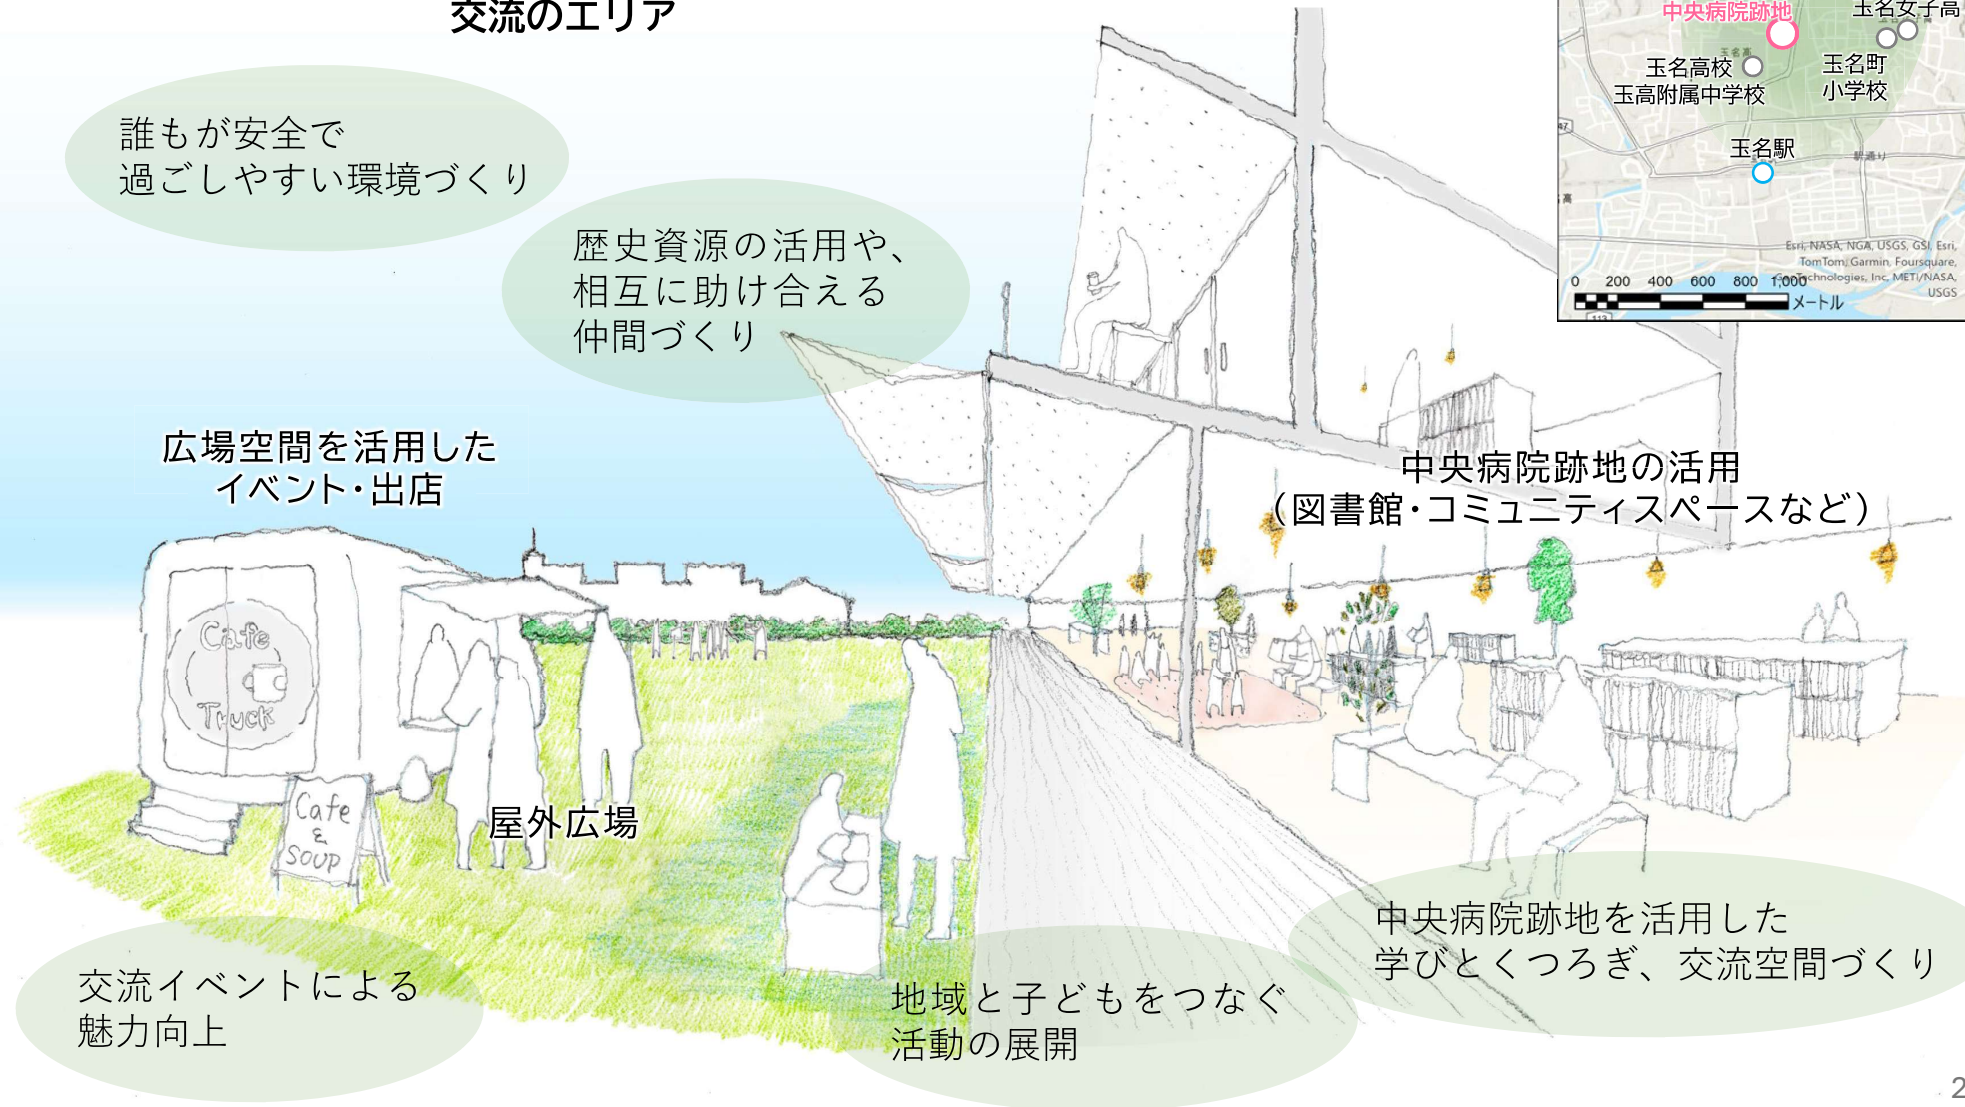 交流のエリア
誰もが安全で
過ごしやすい環境づくり
歴史資源の活用や、
相互に助け合える
仲間づくり
広場空間を活用した
イベント・出店
中央病院跡地の活用
（図書館・コミュニティスペースなど）
Cafe
Truck
Cafe
&
SOUP
屋外広場
交流イベントによる
魅力向上
地域と子どもをつなぐ
活動の展開
中央病院跡地を活用した
学びとくつろぎ、交流空間づくり
中央病院跡地
玉名女子高
玉名高
玉名高校
玉高附属中学校
玉名町
小学校
玉名駅
駅通り
高
Esri, NASA, NGA, USGS, GSI, Esri,
TomTom, Garmin, Foursquare,
GeoTechnologies, Inc, METI/NASA,
USGS
0 200 400 600 800 1,000
メートル
113
2